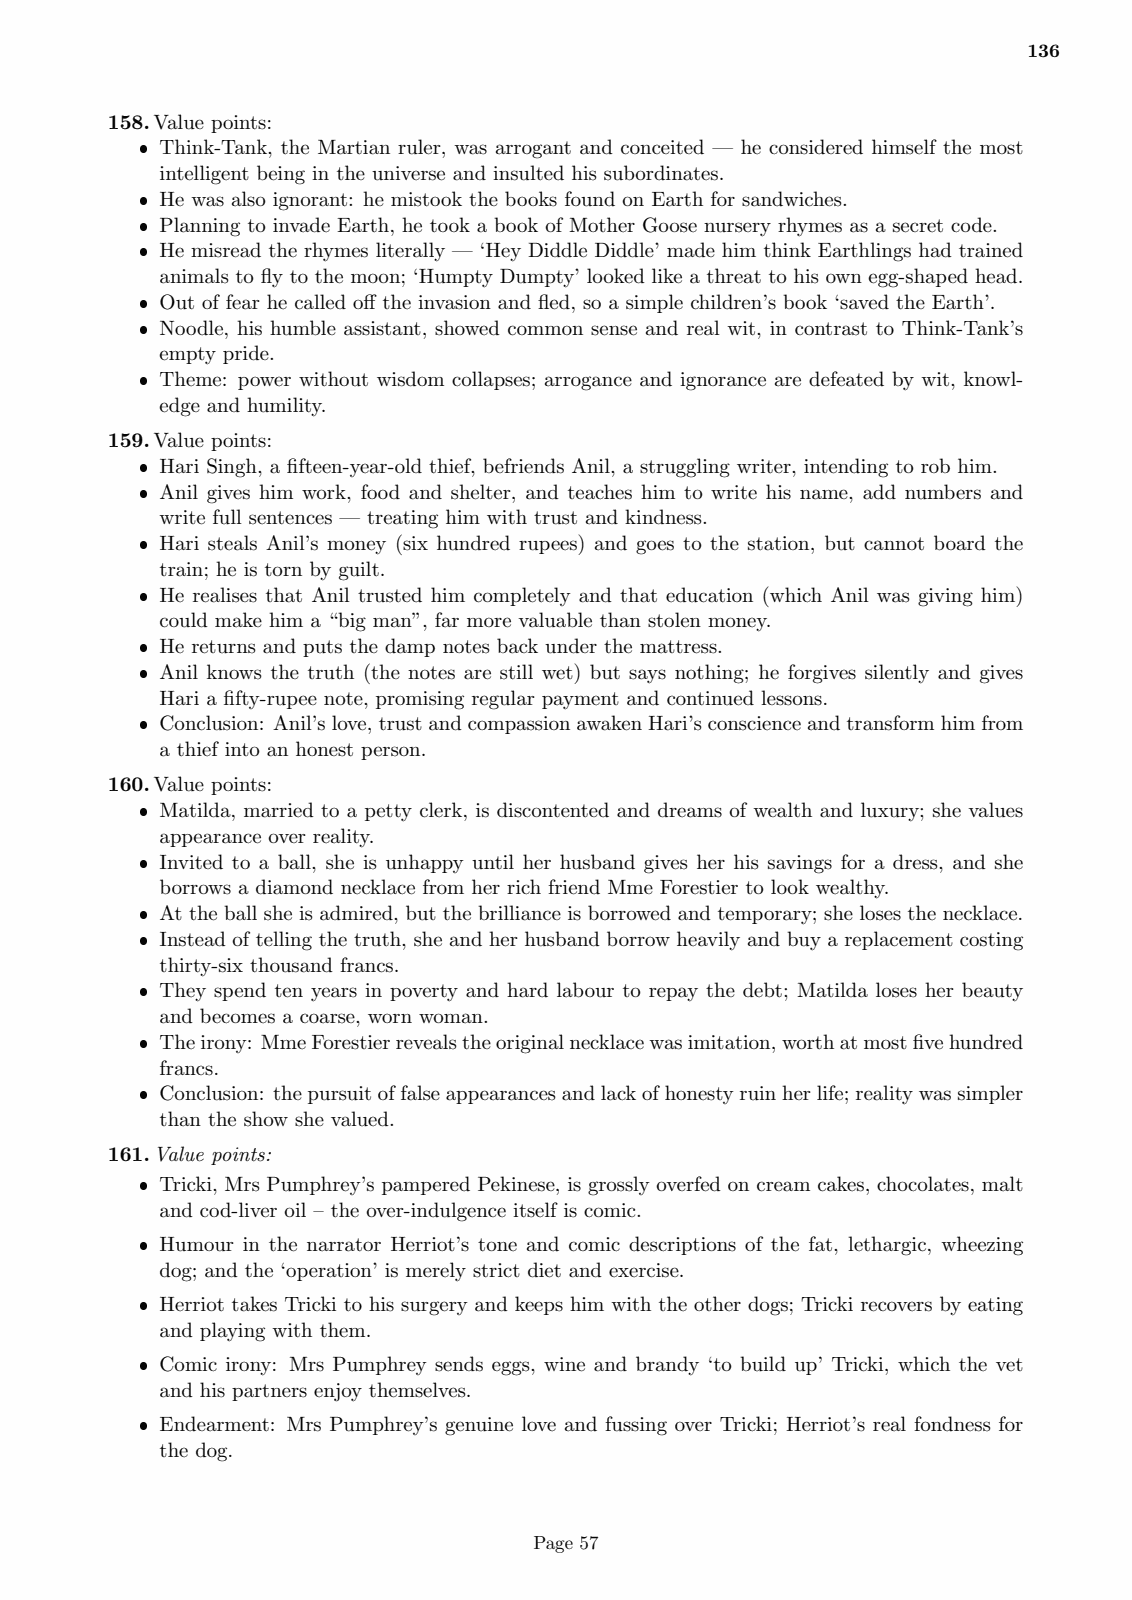 136
158. Value points:
• Think-Tank, the Martian ruler, was arrogant and conceited — he considered himself the most
intelligent being in the universe and insulted his subordinates.
• He was also ignorant: he mistook the books found on Earth for sandwiches.
• Planning to invade Earth, he took a book of Mother Goose nursery rhymes as a secret code.
• He misread the rhymes literally — ‘Hey Diddle Diddle’ made him think Earthlings had trained
animals to fly to the moon; ‘Humpty Dumpty’ looked like a threat to his own egg-shaped head.
• Out of fear he called off the invasion and fled, so a simple children’s book ‘saved the Earth’.
• Noodle, his humble assistant, showed common sense and real wit, in contrast to Think-Tank’s
empty pride.
• Theme: power without wisdom collapses; arrogance and ignorance are defeated by wit, knowl-
edge and humility.
159. Value points:
• Hari Singh, a fifteen-year-old thief, befriends Anil, a struggling writer, intending to rob him.
• Anil gives him work, food and shelter, and teaches him to write his name, add numbers and
write full sentences — treating him with trust and kindness.
• Hari steals Anil’s money (six hundred rupees) and goes to the station, but cannot board the
train; he is torn by guilt.
• He realises that Anil trusted him completely and that education (which Anil was giving him)
could make him a “big man”, far more valuable than stolen money.
• He returns and puts the damp notes back under the mattress.
• Anil knows the truth (the notes are still wet) but says nothing; he forgives silently and gives
Hari a fifty-rupee note, promising regular payment and continued lessons.
• Conclusion: Anil’s love, trust and compassion awaken Hari’s conscience and transform him from
a thief into an honest person.
160. Value points:
• Matilda, married to a petty clerk, is discontented and dreams of wealth and luxury; she values
appearance over reality.
• Invited to a ball, she is unhappy until her husband gives her his savings for a dress, and she
borrows a diamond necklace from her rich friend Mme Forestier to look wealthy.
• At the ball she is admired, but the brilliance is borrowed and temporary; she loses the necklace.
• Instead of telling the truth, she and her husband borrow heavily and buy a replacement costing
thirty-six thousand francs.
• They spend ten years in poverty and hard labour to repay the debt; Matilda loses her beauty
and becomes a coarse, worn woman.
• The irony: Mme Forestier reveals the original necklace was imitation, worth at most five hundred
francs.
• Conclusion: the pursuit of false appearances and lack of honesty ruin her life; reality was simpler
than the show she valued.
161. Value points:
• Tricki, Mrs Pumphrey’s pampered Pekinese, is grossly overfed on cream cakes, chocolates, malt
and cod-liver oil – the over-indulgence itself is comic.
• Humour in the narrator Herriot’s tone and comic descriptions of the fat, lethargic, wheezing
dog; and the ‘operation’ is merely strict diet and exercise.
• Herriot takes Tricki to his surgery and keeps him with the other dogs; Tricki recovers by eating
and playing with them.
• Comic irony: Mrs Pumphrey sends eggs, wine and brandy ‘to build up’ Tricki, which the vet
and his partners enjoy themselves.
• Endearment: Mrs Pumphrey’s genuine love and fussing over Tricki; Herriot’s real fondness for
the dog.
Page 57